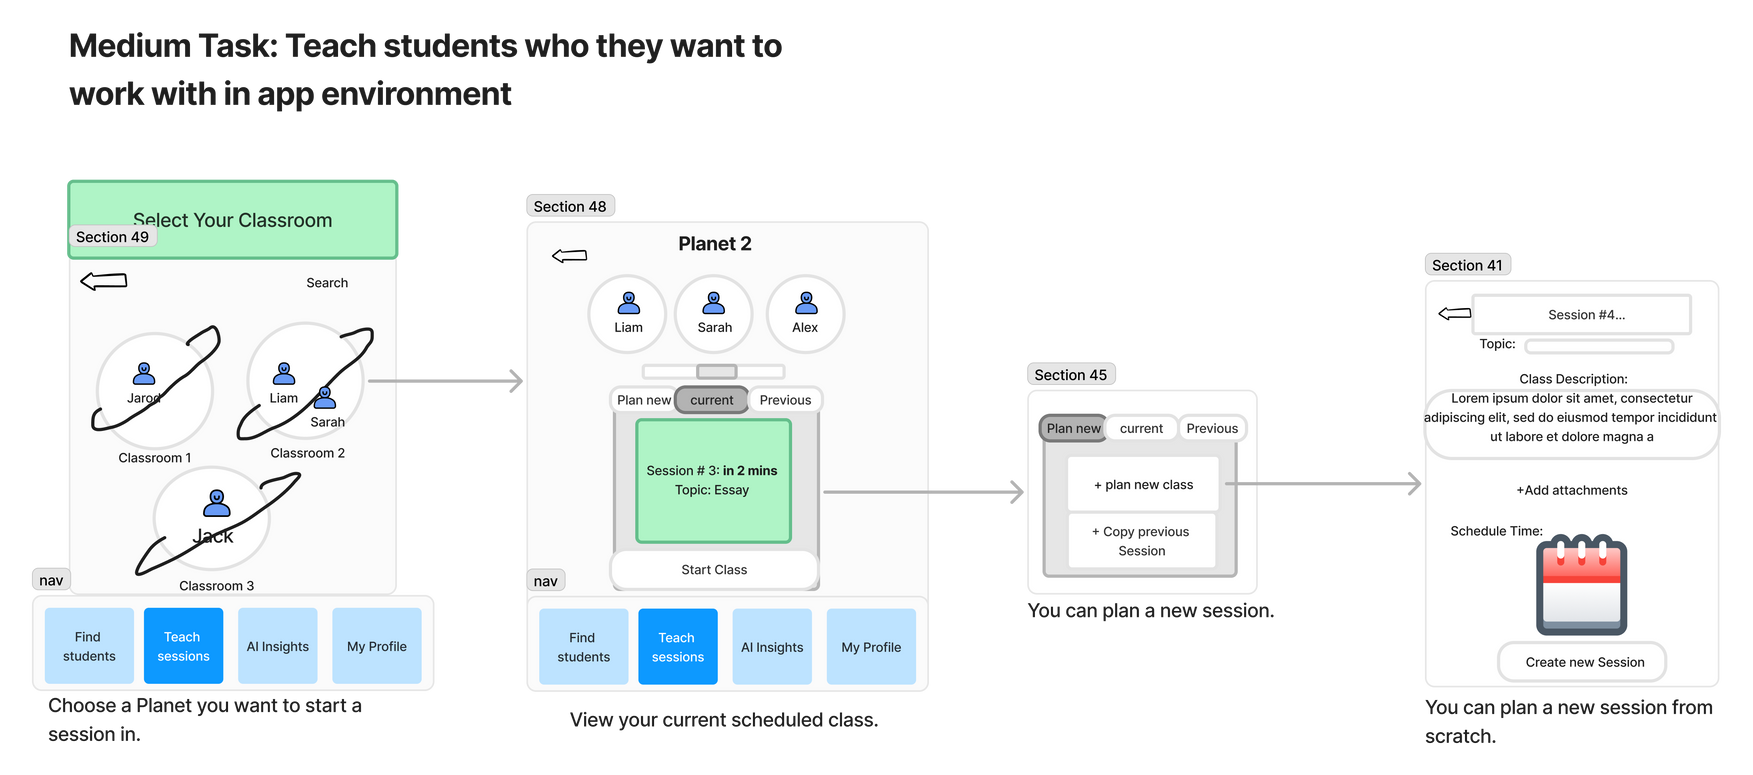 Medium Task: Teach students who they want to
work with in app environment
Select Your Classroom
Section 49
Search
Jarod
Classroom 1
Liam
Sarah
Classroom 2
Jack
Classroom 3
nav
Find
students
Teach
sessions
AI Insights
My Profile
Choose a Planet you want to start a
session in.
Section 48
Planet 2
Liam
Sarah
Alex
Plan new
current
Previous
Session # 3: in 2 mins
Topic: Essay
Start Class
nav
Find
students
Teach
sessions
AI Insights
My Profile
View your current scheduled class.
Section 45
Plan new
current
Previous
+ plan new class
+ Copy previous
Session
You can plan a new session.
Section 41
Session #4...
Topic:
Class Description:
Lorem ipsum dolor sit amet, consectetur
adipiscing elit, sed do eiusmod tempor incididunt
ut labore et dolore magna a
+Add attachments
Schedule Time:
Create new Session
You can plan a new session from
scratch.